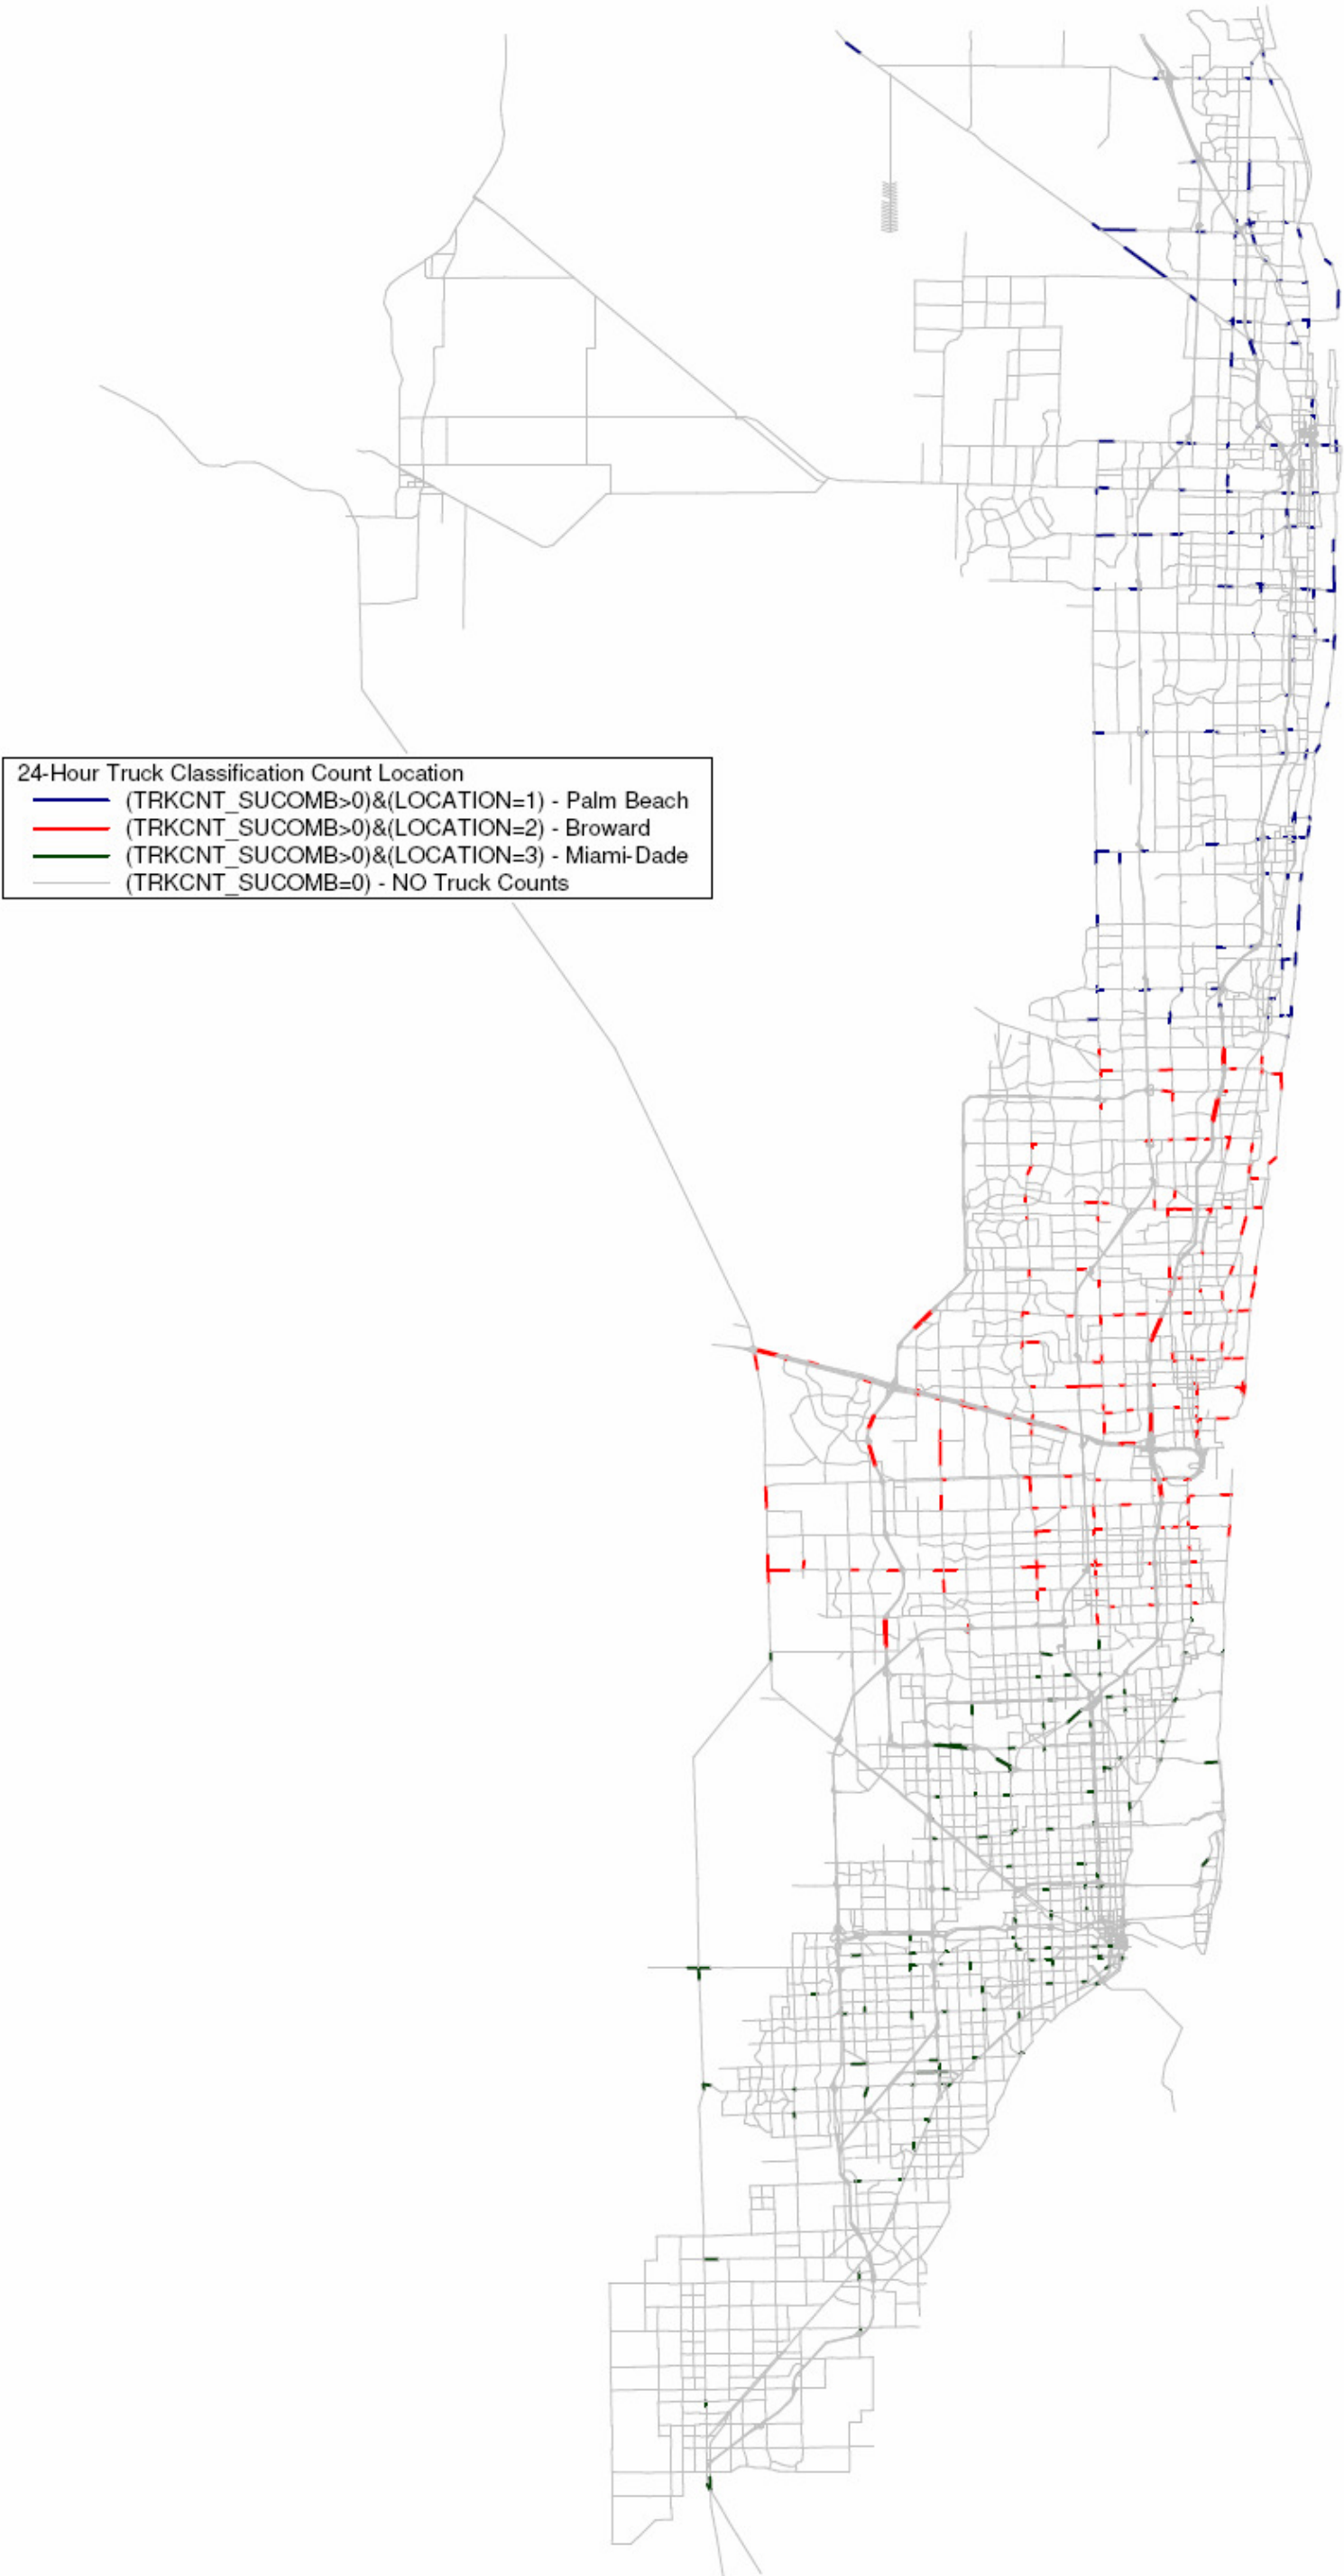 24-Hour Truck Classification Count Location
(TRKCNT_SUCOMB>0)&(LOCATION=1) - Palm Beach
(TRKCNT_SUCOMB>0)&(LOCATION=2) - Broward
(TRKCNT_SUCOMB>0)&(LOCATION=3) - Miami-Dade
(TRKCNT_SUCOMB=0) - NO Truck Counts